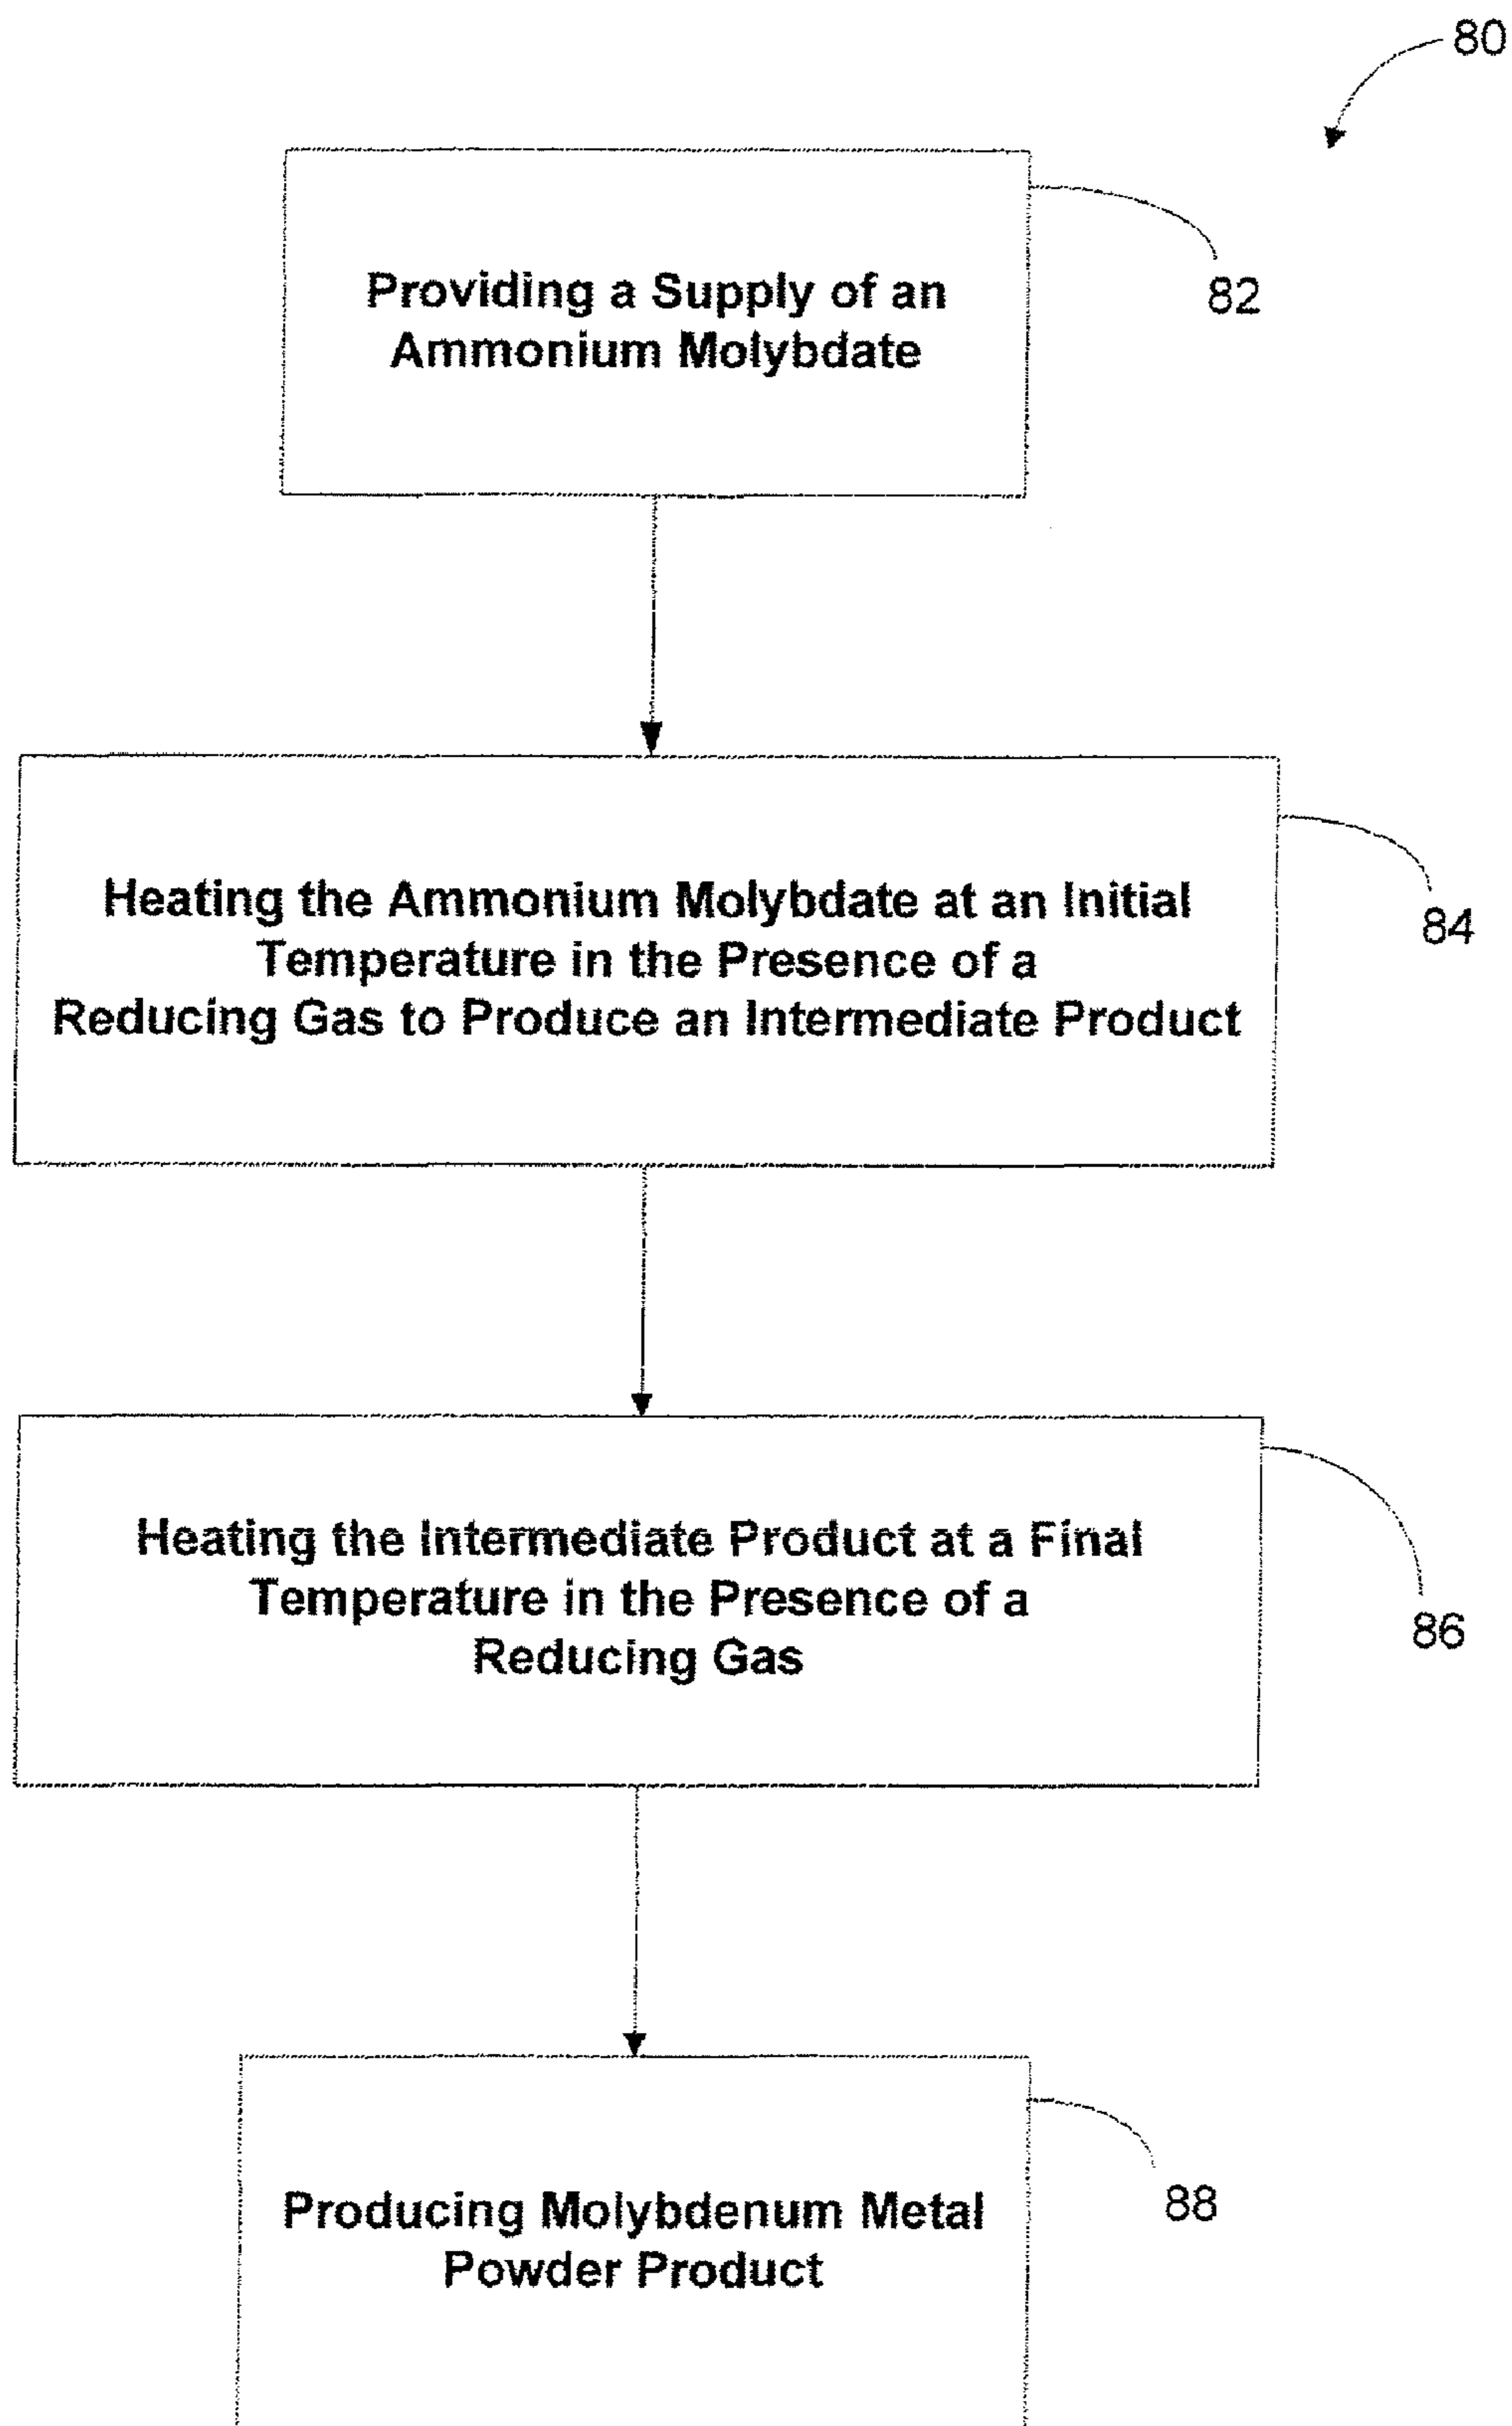 80
Providing a Supply of an
Ammonium Molybdate
82
Heating the Ammonium Molybdate at an Initial
Temperature in the Presence of a
Reducing Gas to Produce an Intermediate Product
84
Heating the Intermediate Product at a Final
Temperature in the Presence of a
Reducing Gas
86
Producing Molybdenum Metal
Powder Product
88